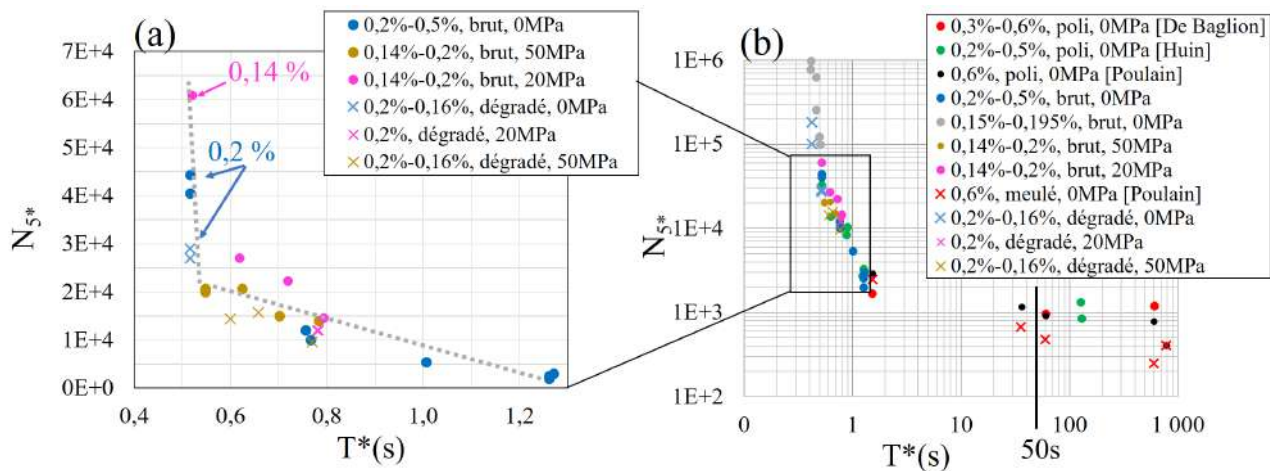 (a)
0,2%-0,5%, brut, 0MPa
0,14%-0,2%, brut, 50MPa
0,14%-0,2%, brut, 20MPa
0,2%-0,16%, dégradé, 0MPa
0,2%, dégradé, 20MPa
0,2%-0,16%, dégradé, 50MPa
7E+4
6E+4
5E+4
4E+4
3E+4
2E+4
1E+4
0E+0
N5*
0,14 %
0,2 %
0,4
0,6
0,8
1,0
1,2
T*(s)
(b)
0,3%-0,6%, poli, 0MPa [De Baglion]
0,2%-0,5%, poli, 0MPa [Huin]
0,6%, poli, 0MPa [Poulain]
0,2%-0,5%, brut, 0MPa
0,15%-0,195%, brut, 0MPa
0,14%-0,2%, brut, 50MPa
0,14%-0,2%, brut, 20MPa
0,6%, meulé, 0MPa [Poulain]
0,2%-0,16%, dégradé, 0MPa
0,2%, dégradé, 20MPa
0,2%-0,16%, dégradé, 50MPa
1E+6
1E+5
1E+4
1E+3
1E+2
N5*
0
1
10
100
1 000
T*(s)
50s